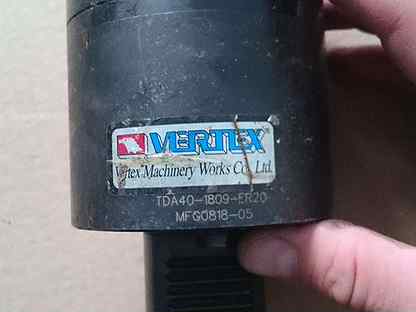 VERTEX
Vertex Machinery Works Co., Ltd.
TDA40-1809-ER20
MFG0818-05